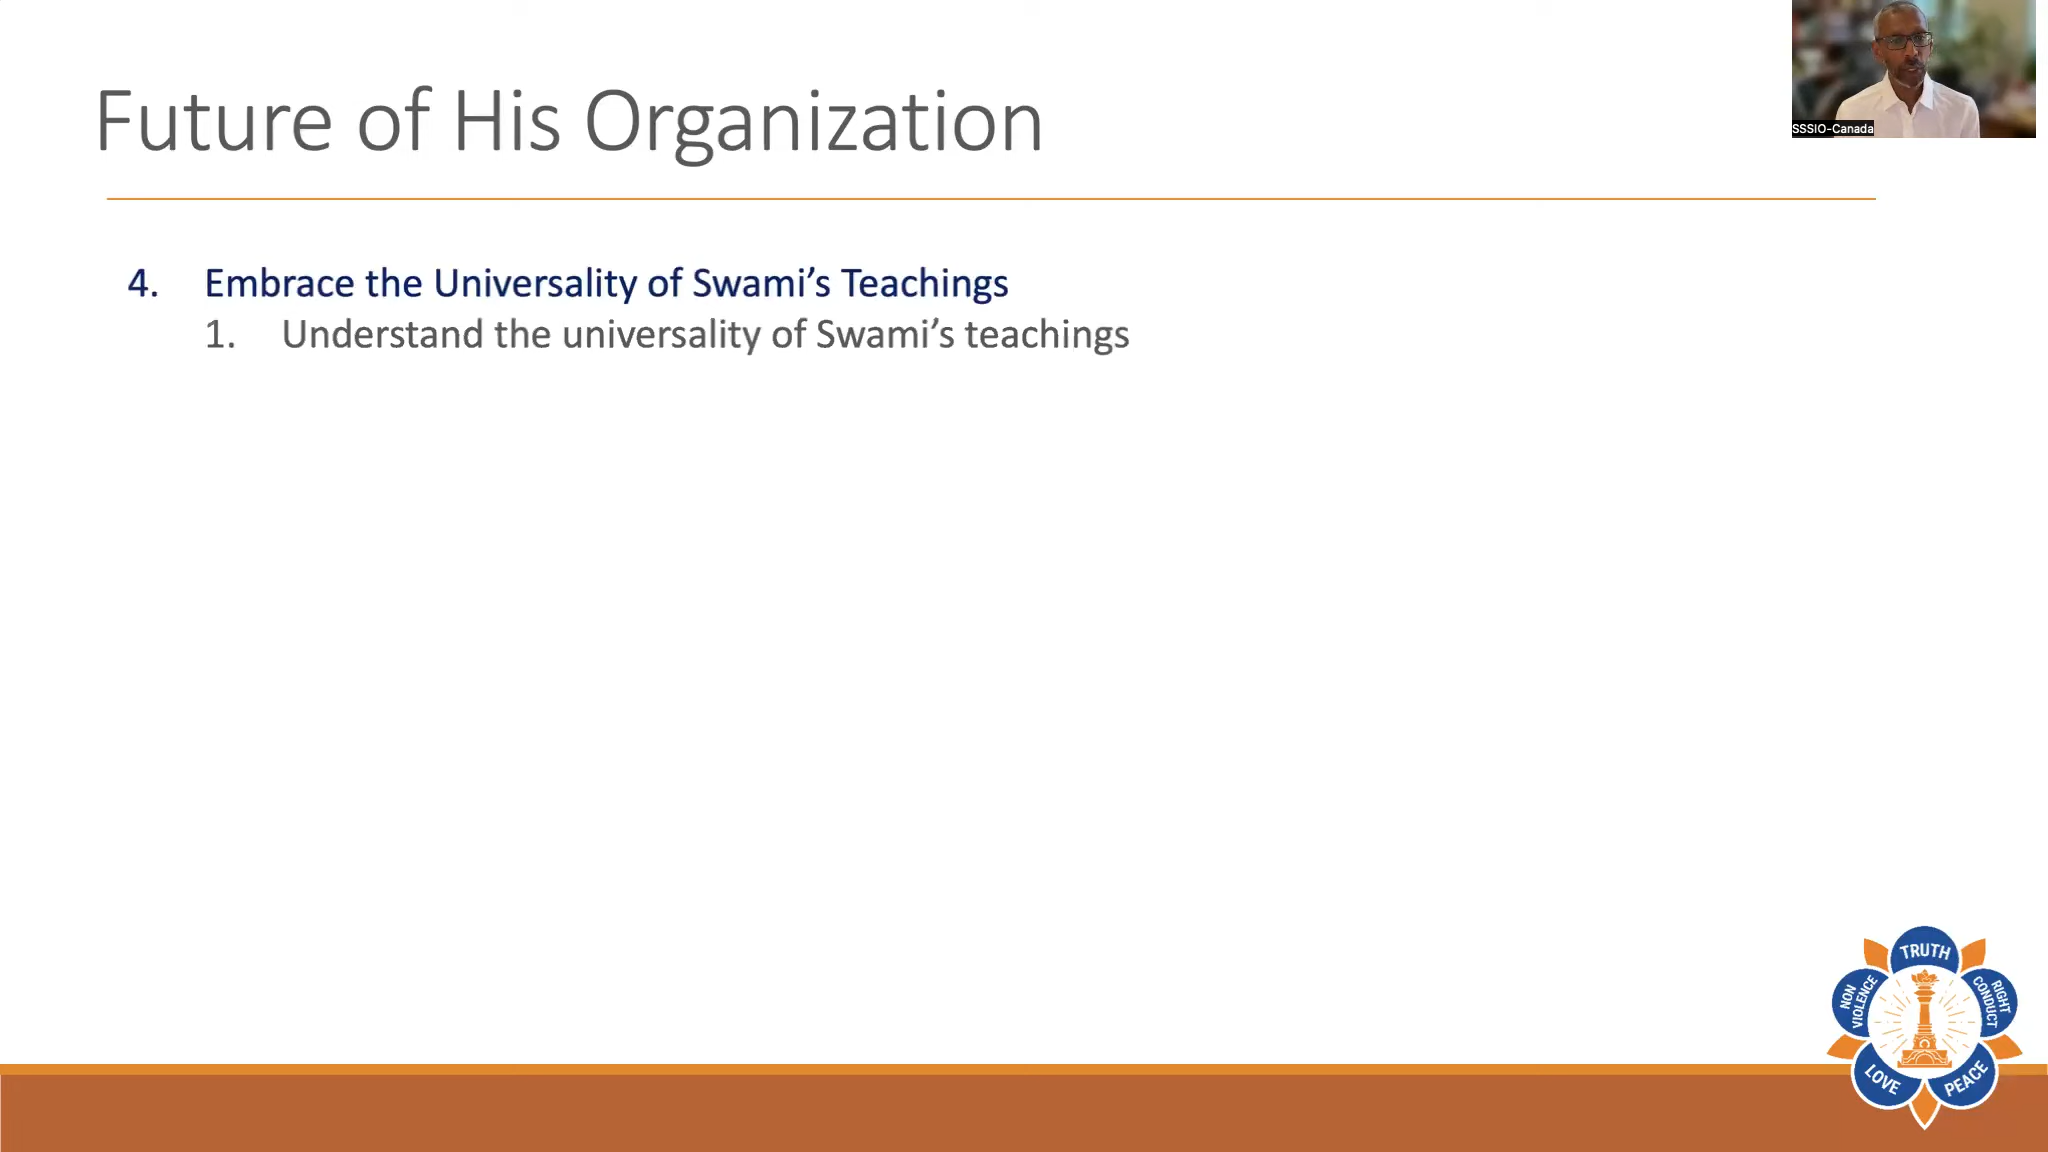 Future of His Organization
SSSIO-Canada
4. Embrace the Universality of Swami’s Teachings
1. Understand the universality of Swami’s teachings
TRUTH
NON
VIOLENCE
RIGHT
CONDUCT
LOVE
PEACE